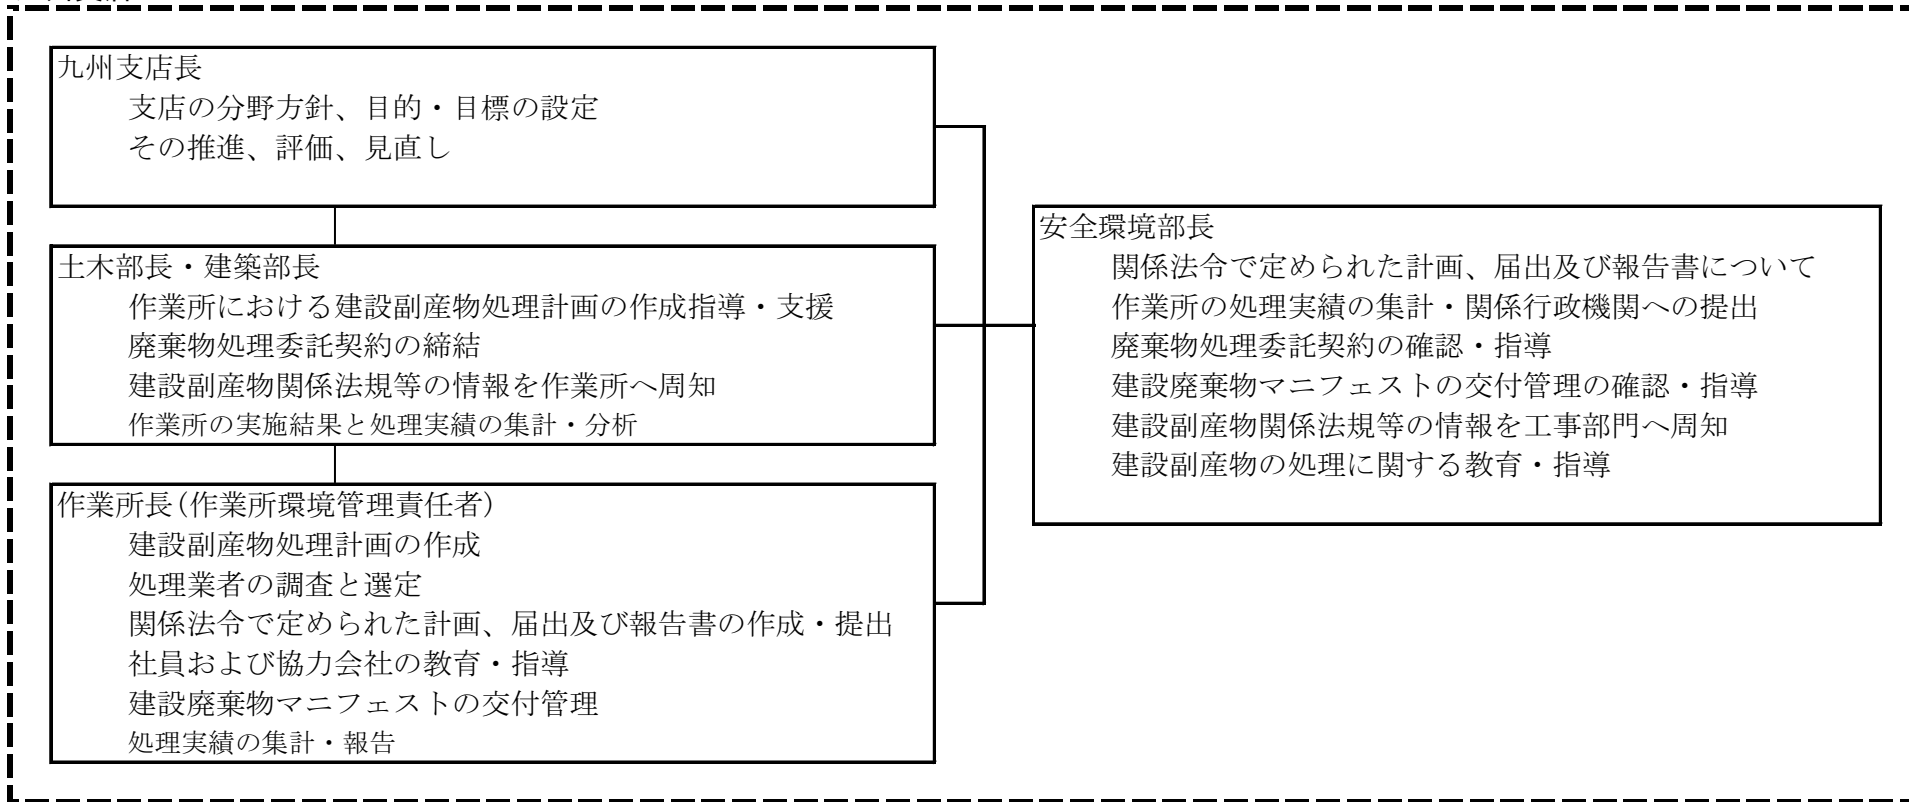 九州支店長
支店の分野方針、目的・目標の設定
その推進、評価、見直し
土木部長・建築部長
作業所における建設副産物処理計画の作成指導・支援
廃棄物処理委託契約の締結
建設副産物関係法規等の情報を作業所へ周知
作業所の実施結果と処理実績の集計・分析
作業所長(作業所環境管理責任者)
建設副産物処理計画の作成
処理業者の調査と選定
関係法令で定められた計画、届出及び報告書の作成・提出
社員および協力会社の教育・指導
建設廃棄物マニフェストの交付管理
処理実績の集計・報告
安全環境部長
関係法令で定められた計画、届出及び報告書について
作業所の処理実績の集計・関係行政機関への提出
廃棄物処理委託契約の確認・指導
建設廃棄物マニフェストの交付管理の確認・指導
建設副産物関係法規等の情報を工事部門へ周知
建設副産物の処理に関する教育・指導